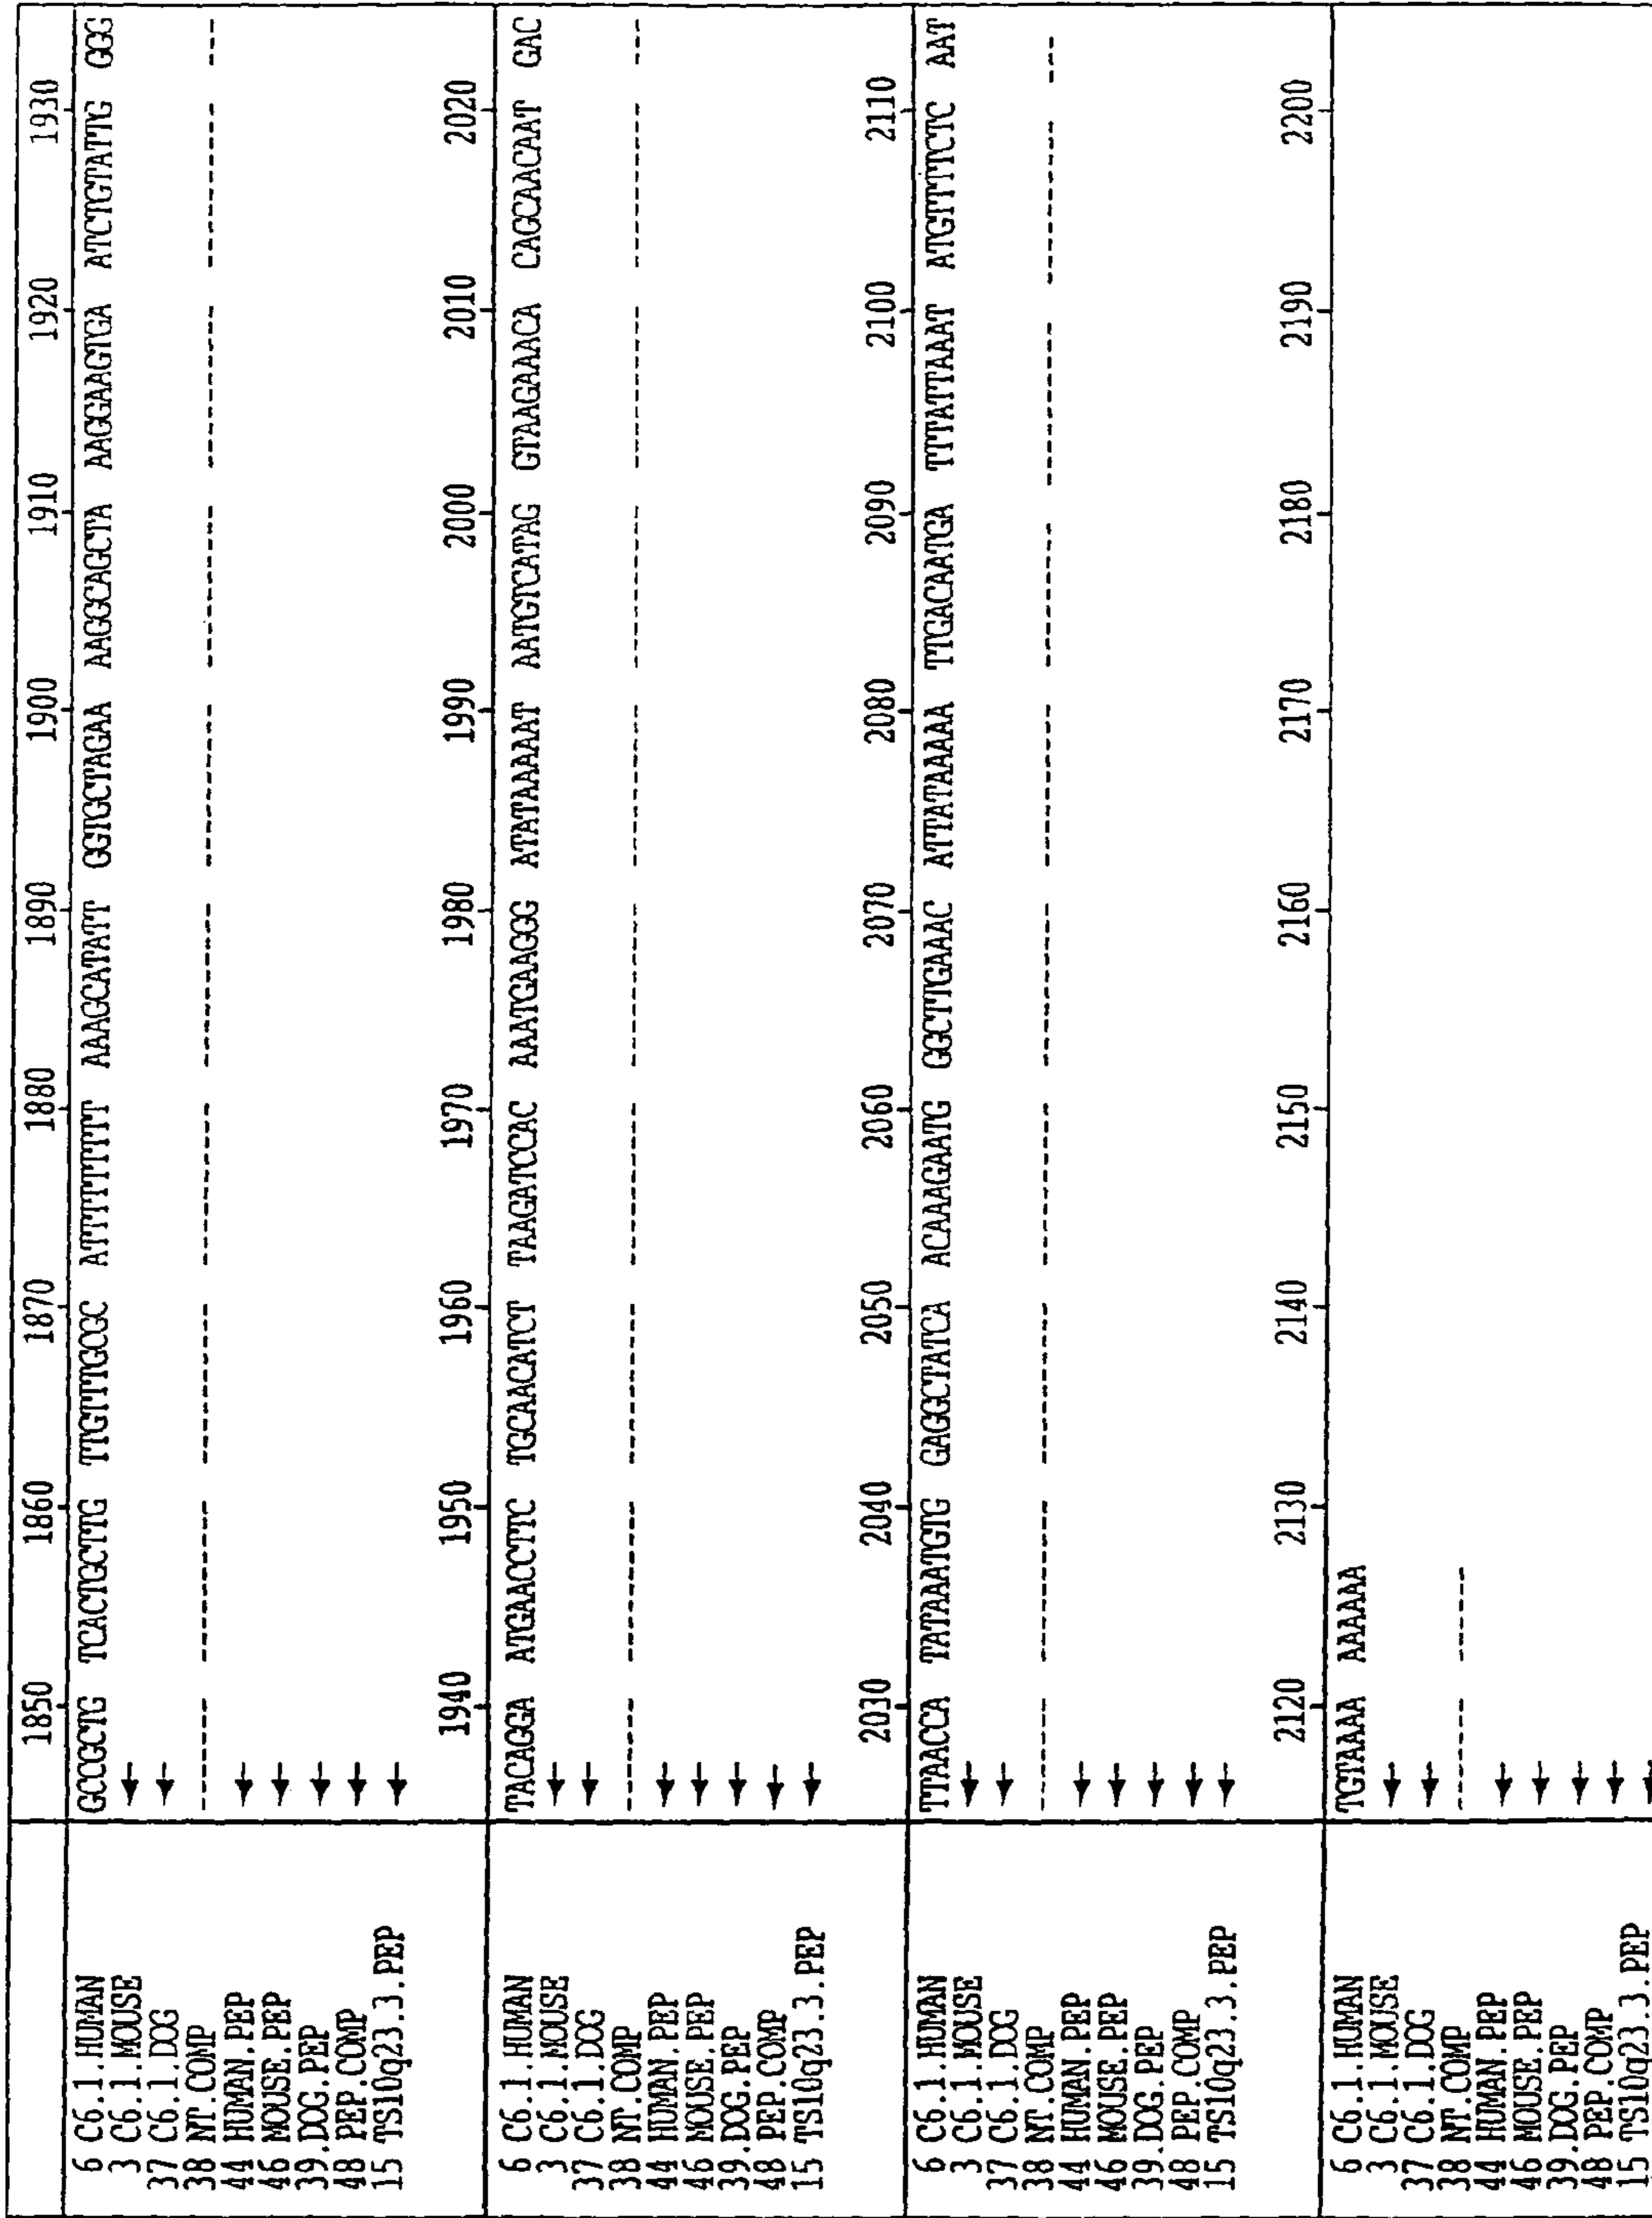 1850 1860 1870 1880 1890 1900 1910 1920 1930
6 C6.1.HUMAN GCCGCTG TCACTGCTTG TTGTTTGCGC ATTTTTTTTT AAAGCATATT GGTGCTAGAA AAGGCAGCTA AAGGAAGTGA ATCTGTATTG GGG
3 C6.1.MOUSE
37 C6.1.DOG
38 NT.COMP ------- ---------- ---------- ---------- ---------- ---------- ---------- ---------- ---------- ---
44 HUMAN.PEP
46 MOUSE.PEP
39.DOG.PEP
48 PEP.COMP
15 TS10q23.3.PEP
1940 1950 1960 1970 1980 1990 2000 2010 2020
6 C6.1.HUMAN TACAGGA ATGAACCTTC TGCAACATCT TAAGATCCAC AAATGAAGGG ATATAAAAAT AATGTCATAG GTAAGAAACA CAGCAACAAT GAC
3 C6.1.MOUSE
37 C6.1.DOG
38 NT.COMP ------- ---------- ---------- ---------- ---------- ---------- ---------- ---------- ---------- ---
44 HUMAN.PEP
46 MOUSE.PEP
39.DOG.PEP
48 PEP.COMP
15 TS10q23.3.PEP
2030 2040 2050 2060 2070 2080 2090 2100 2110
6 C6.1.HUMAN TTAACCA TATAAATGTG GAGGCTATCA ACAAAGAATG GGCTTGAAAC ATTATAAAAA TTGACAATGA TTTATTAAAT ATGTTTTCTC AAT
3 C6.1.MOUSE
37 C6.1.DOG
38 NT.COMP ------- ---------- ---------- ---------- ---------- ---------- ---------- ---------- ---------- ---
44 HUMAN.PEP
46 MOUSE.PEP
39.DOG.PEP
48 PEP.COMP
15 TS10q23.3.PEP
2120 2130 2140 2150 2160 2170 2180 2190 2200
6 C6.1.HUMAN TGTAAAA AAAAAA
3 C6.1.MOUSE
37 C6.1.DOG
38 NT.COMP ------- ------
44 HUMAN.PEP
46 MOUSE.PEP
39.DOG.PEP
48 PEP.COMP
15 TS10q23.3.PEP